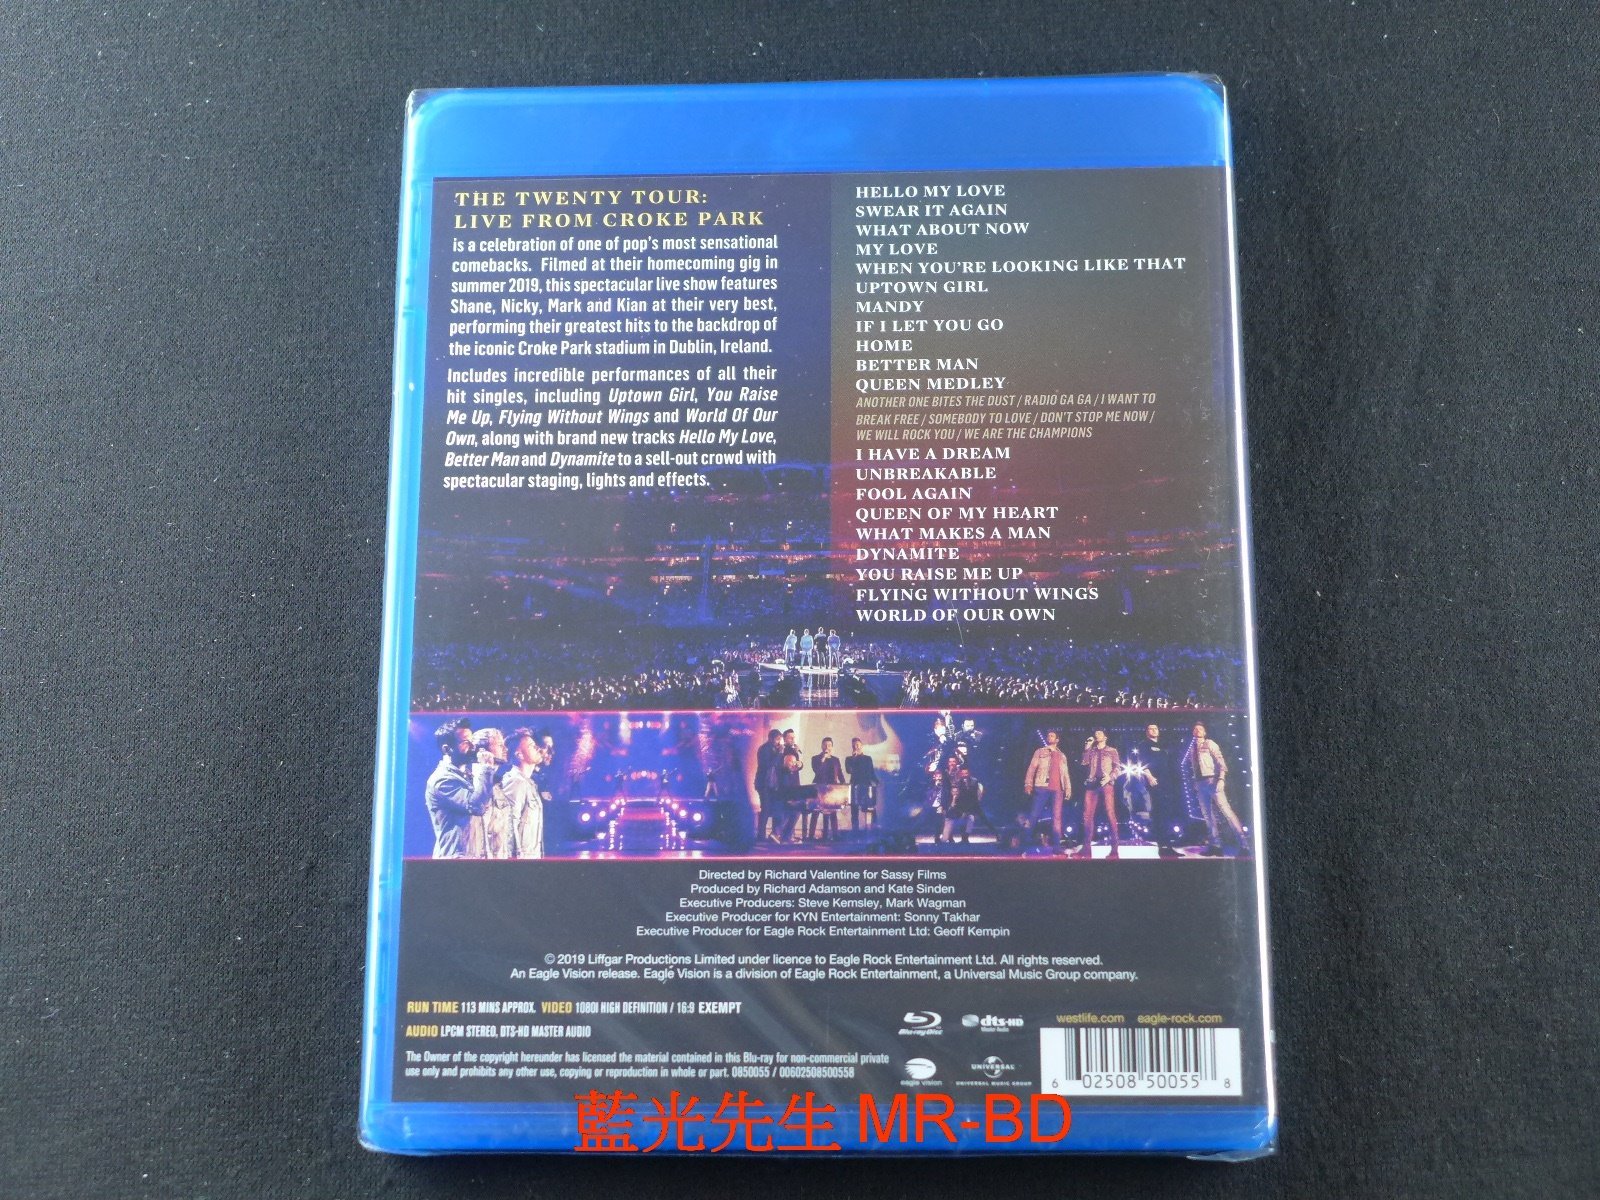 THE TWENTY TOUR:
LIVE FROM CROKE PARK
is a celebration of one of pop's most sensational
comebacks. Filmed at their homecoming gig in
summer 2019, this spectacular live show features
Shane, Nicky, Mark and Kian at their very best,
performing their greatest hits to the backdrop of
the iconic Croke Park stadium in Dublin, Ireland.
Includes incredible performances of all their
hit singles, including Uptown Girl, You Raise
Me Up, Flying Without Wings and World Of Our
Own, along with brand new tracks Hello My Love,
Better Man and Dynamite to a sell-out crowd with
spectacular staging, lights and effects.
HELLO MY LOVE
SWEAR IT AGAIN
WHAT ABOUT NOW
MY LOVE
WHEN YOU'RE LOOKING LIKE THAT
UPTOWN GIRL
MANDY
IF I LET YOU GO
HOME
BETTER MAN
QUEEN MEDLEY
ANOTHER ONE BITES THE DUST / RADIO GA GA / I WANT TO
BREAK FREE / SOMEBODY TO LOVE / DON'T STOP ME NOW /
WE WILL ROCK YOU / WE ARE THE CHAMPIONS
I HAVE A DREAM
UNBREAKABLE
FOOL AGAIN
QUEEN OF MY HEART
WHAT MAKES A MAN
DYNAMITE
YOU RAISE ME UP
FLYING WITHOUT WINGS
WORLD OF OUR OWN
Directed by Richard Valentine for Sassy Films
Produced by Richard Adamson and Kate Sinden
Executive Producers: Steve Kemsley, Mark Wagman
Executive Producer for KYN Entertainment: Sonny Takhar
Executive Producer for Eagle Rock Entertainment Ltd: Geoff Kempin
© 2019 Liffgar Productions Limited under licence to Eagle Rock Entertainment Ltd. All rights reserved.
An Eagle Vision release. Eagle Vision is a division of Eagle Rock Entertainment, a Universal Music Group company.
RUN TIME 113 MINS APPROX. VIDEO 1080I HIGH DEFINITION / 16:9 EXEMPT
AUDIO LPCM STEREO, DTS-HD MASTER AUDIO
The Owner of the copyright hereunder has licensed the material contained in this Blu-ray for non-commercial private
use only and prohibits any other use, copying or reproduction in whole or part. 0850055 / 00602508500558
Blu-ray Disc
dts-HD
Master Audio
westlife.com eagle-rock.com
eagle vision
UNIVERSAL
UNIVERSAL MUSIC GROUP
6 02508 50055 8
藍光先生 MR-BD